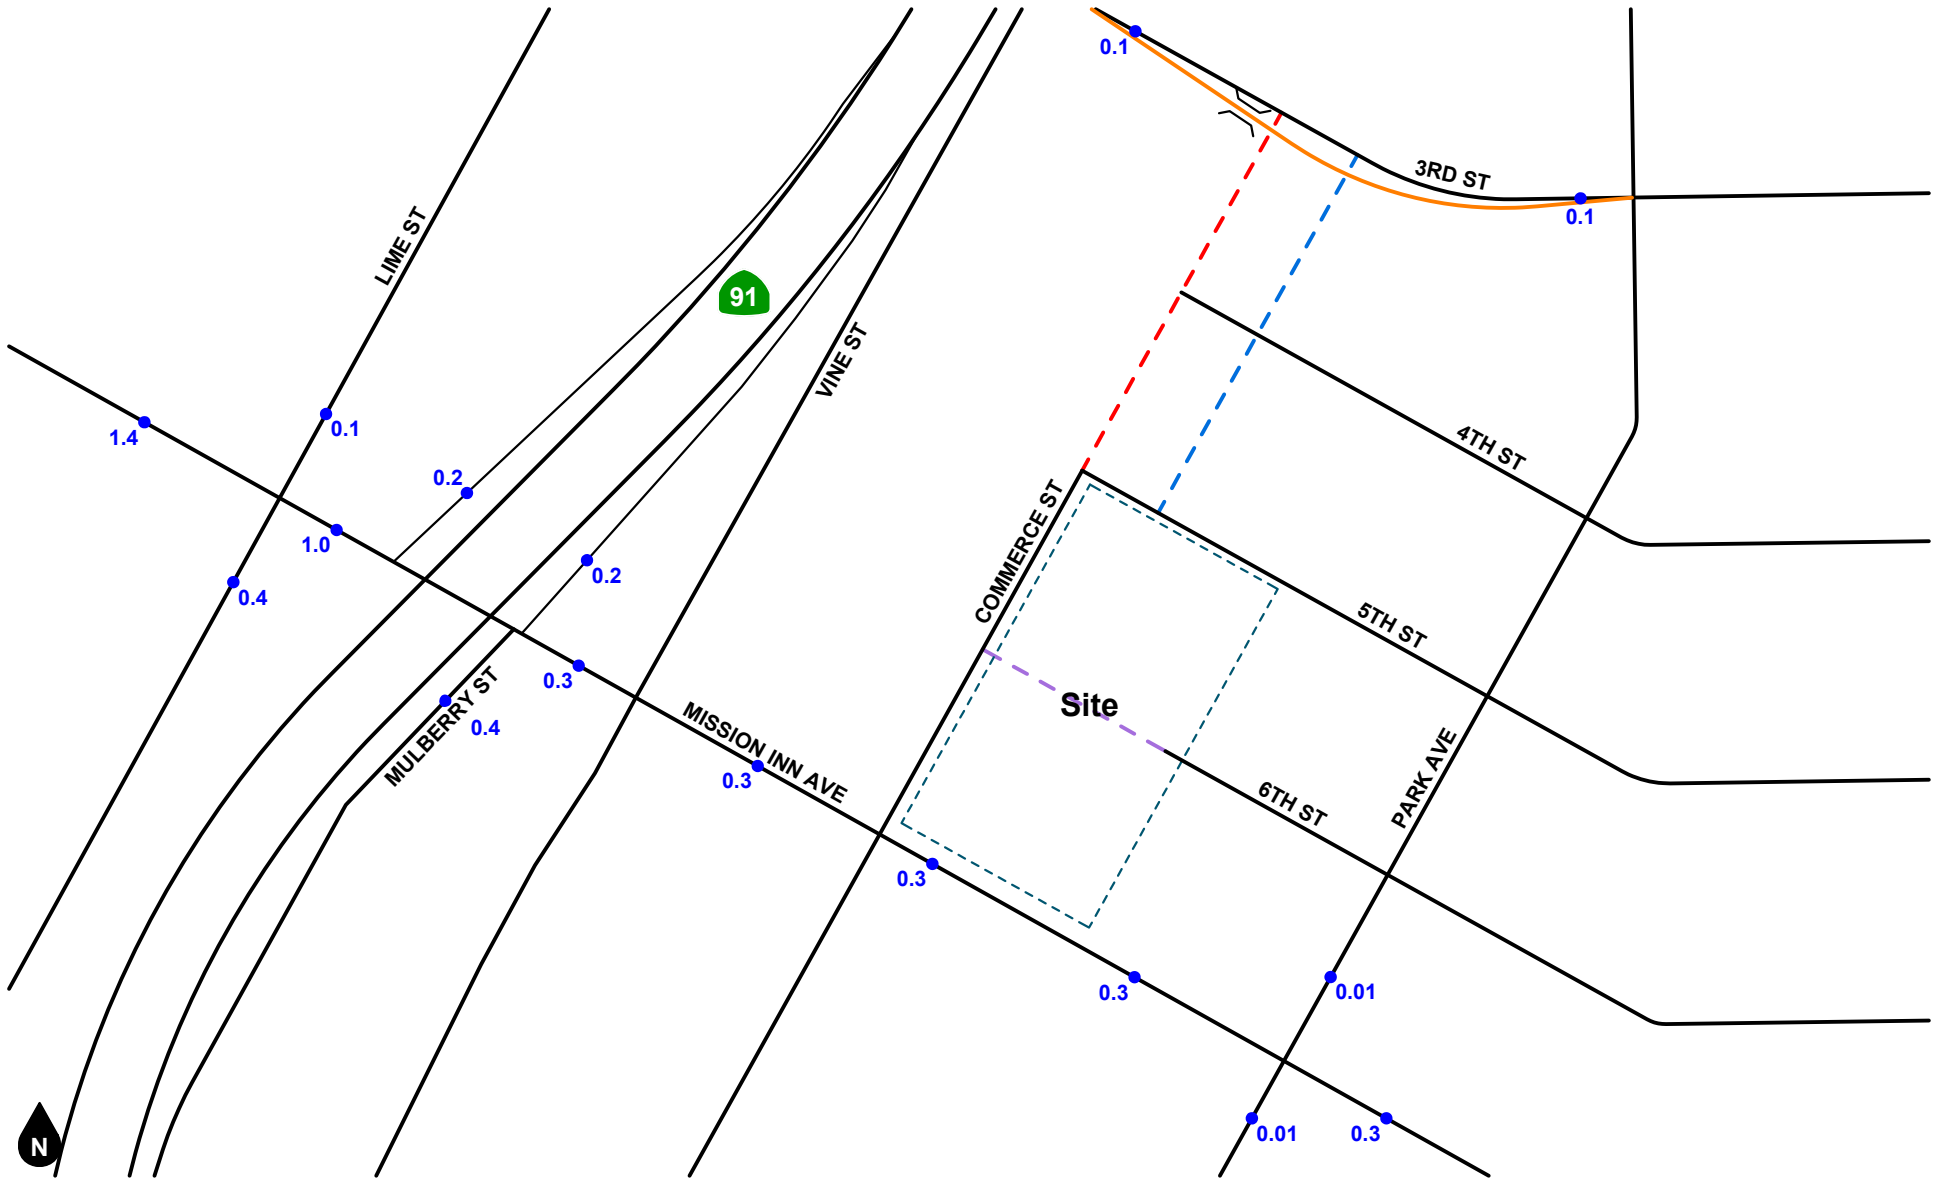 0.1
3RD ST
0.1
LIME ST
91
VINE ST
1.4
0.1
0.2
4TH ST
1.0
0.2
COMMERCE ST
0.4
5TH ST
0.3
MULBERRY ST
0.4
MISSION INN AVE
Site
0.3
PARK AVE
6TH ST
0.3
0.3
0.01
N
0.01
0.3